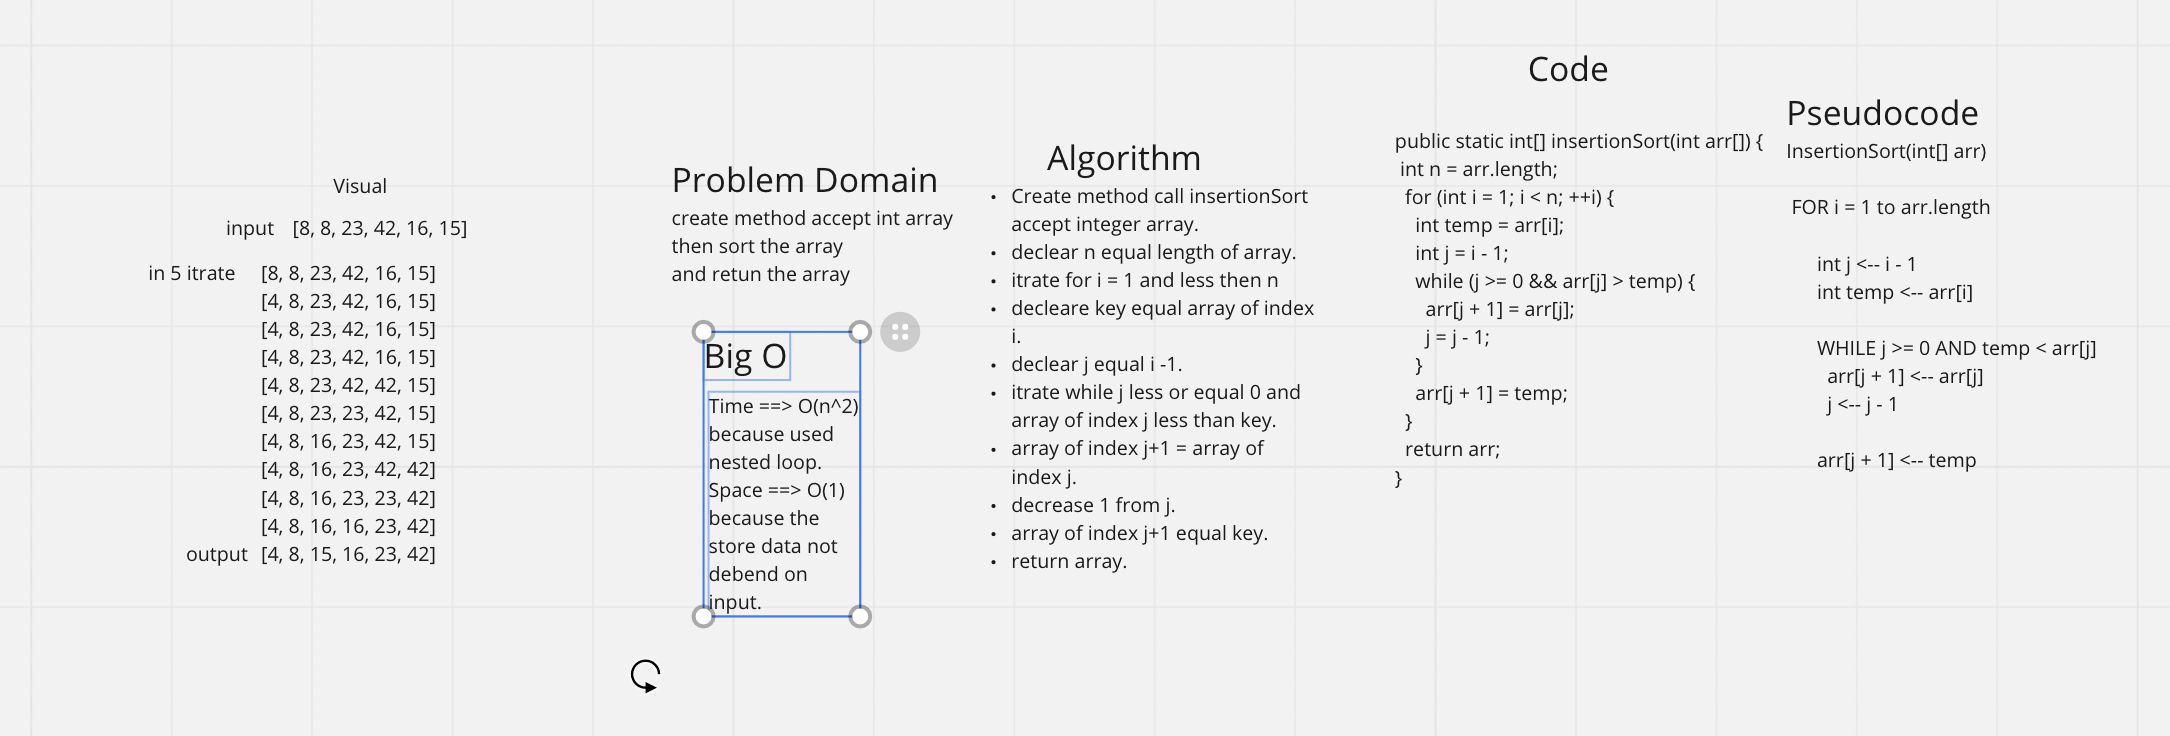 Visual
input [8, 8, 23, 42, 16, 15]
in 5 itrate [8, 8, 23, 42, 16, 15]
[4, 8, 23, 42, 16, 15]
[4, 8, 23, 42, 16, 15]
[4, 8, 23, 42, 16, 15]
[4, 8, 23, 42, 42, 15]
[4, 8, 23, 23, 42, 15]
[4, 8, 16, 23, 42, 15]
[4, 8, 16, 23, 42, 42]
[4, 8, 16, 23, 23, 42]
[4, 8, 16, 16, 23, 42]
output [4, 8, 15, 16, 23, 42]
Problem Domain
create method accept int array
then sort the array
and retun the array
Big O
Time ==> O(n^2)
because used
nested loop.
Space ==> O(1)
because the
store data not
debend on
input.
Algorithm
• Create method call insertionSort
accept integer array.
• declear n equal length of array.
• itrate for i = 1 and less then n
• decleare key equal array of index
i.
• declear j equal i -1.
• itrate while j less or equal 0 and
array of index j less than key.
• array of index j+1 = array of
index j.
• decrease 1 from j.
• array of index j+1 equal key.
• return array.
Code
public static int[] insertionSort(int arr[]) {
int n = arr.length;
for (int i = 1; i < n; ++i) {
int temp = arr[i];
int j = i - 1;
while (j >= 0 && arr[j] > temp) {
arr[j + 1] = arr[j];
j = j - 1;
}
arr[j + 1] = temp;
}
return arr;
}
Pseudocode
InsertionSort(int[] arr)
FOR i = 1 to arr.length
int j <-- i - 1
int temp <-- arr[i]
WHILE j >= 0 AND temp < arr[j]
arr[j + 1] <-- arr[j]
j <-- j - 1
arr[j + 1] <-- temp